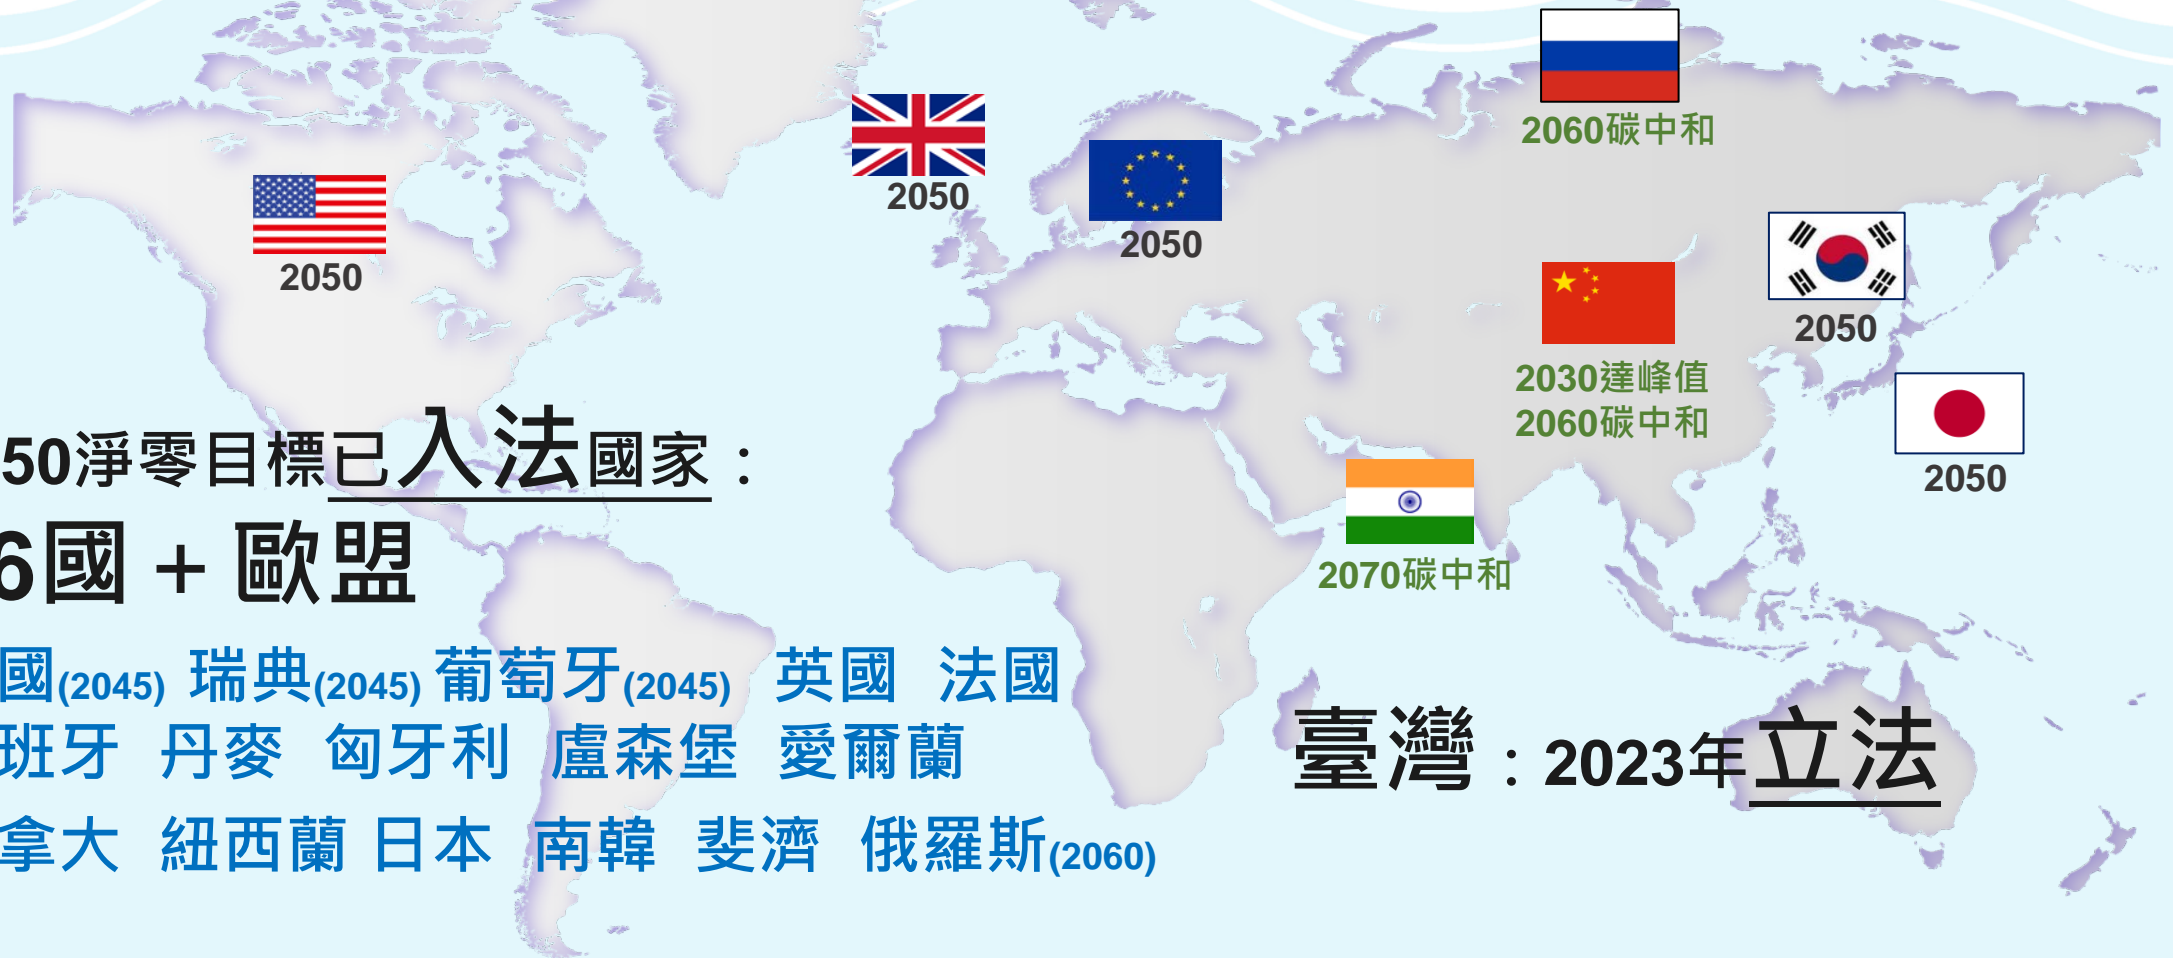 2060碳中和
2050
2050
2050
2050
2030達峰值
2060碳中和
2050
2070碳中和
50淨零目標已入法國家：
6國 + 歐盟
國(2045) 瑞典(2045) 葡萄牙(2045) 英國 法國
班牙 丹麥 匈牙利 盧森堡 愛爾蘭
拿大 紐西蘭 日本 南韓 斐濟 俄羅斯(2060)
臺灣：2023年立法